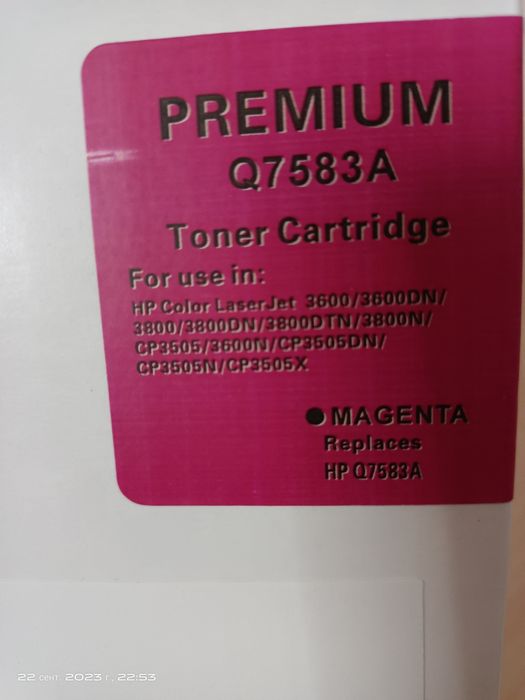 PREMIUM
Q7583A
Toner Cartridge
For use in:
HP Color LaserJet 3600/3600DN/
3800/3800DN/3800DTN/3800N/
CP3505/3600N/CP3505DN/
CP3505N/CP3505X
● MAGENTA
Replaces
HP Q7583A
22 сент. 2023 г., 22:53